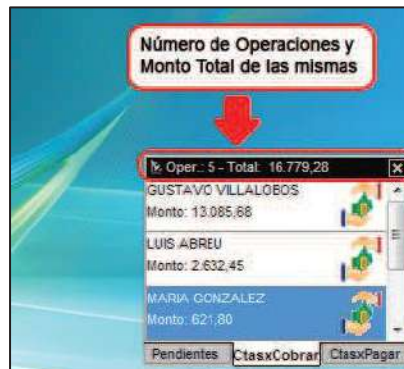 Número de Operaciones y
Monto Total de las mismas
Oper.: 5 - Total: 16.779,28
GUSTAVO VILLALOBOS
Monto: 13.085,68
LUIS ABREU
Monto: 2.632,45
MARIA GONZALEZ
Monto: 621,80
Pendientes CtasxCobrar CtasxPagar